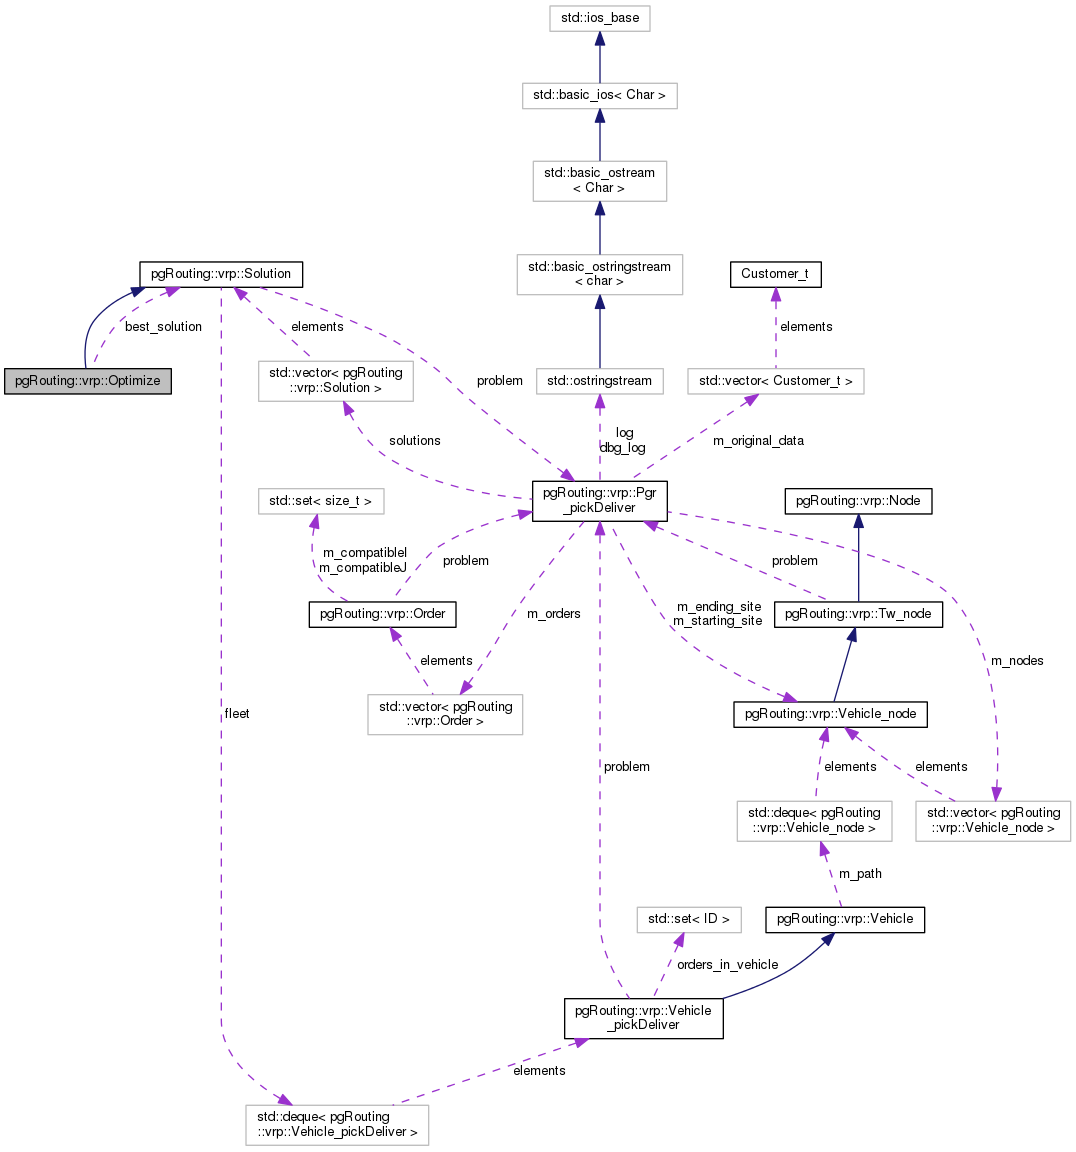 std::ios_base
std::basic_ios< Char >
std::basic_ostream
< Char >
std::basic_ostringstream
< char >
pgRouting::vrp::Solution
Customer_t
best_solution
elements
elements
pgRouting::vrp::Optimize
std::vector< pgRouting
::vrp::Solution >
problem
std::ostringstream
std::vector< Customer_t >
solutions
log
dbg_log
m_original_data
std::set< size_t >
pgRouting::vrp::Pgr
_pickDeliver
pgRouting::vrp::Node
m_compatibleI
m_compatibleJ
problem
problem
pgRouting::vrp::Order
m_orders
m_ending_site
m_starting_site
pgRouting::vrp::Tw_node
elements
m_nodes
fleet
std::vector< pgRouting
::vrp::Order >
pgRouting::vrp::Vehicle_node
problem
elements
elements
std::deque< pgRouting
::vrp::Vehicle_node >
std::vector< pgRouting
::vrp::Vehicle_node >
m_path
std::set< ID >
pgRouting::vrp::Vehicle
orders_in_vehicle
pgRouting::vrp::Vehicle
_pickDeliver
elements
std::deque< pgRouting
::vrp::Vehicle_pickDeliver >